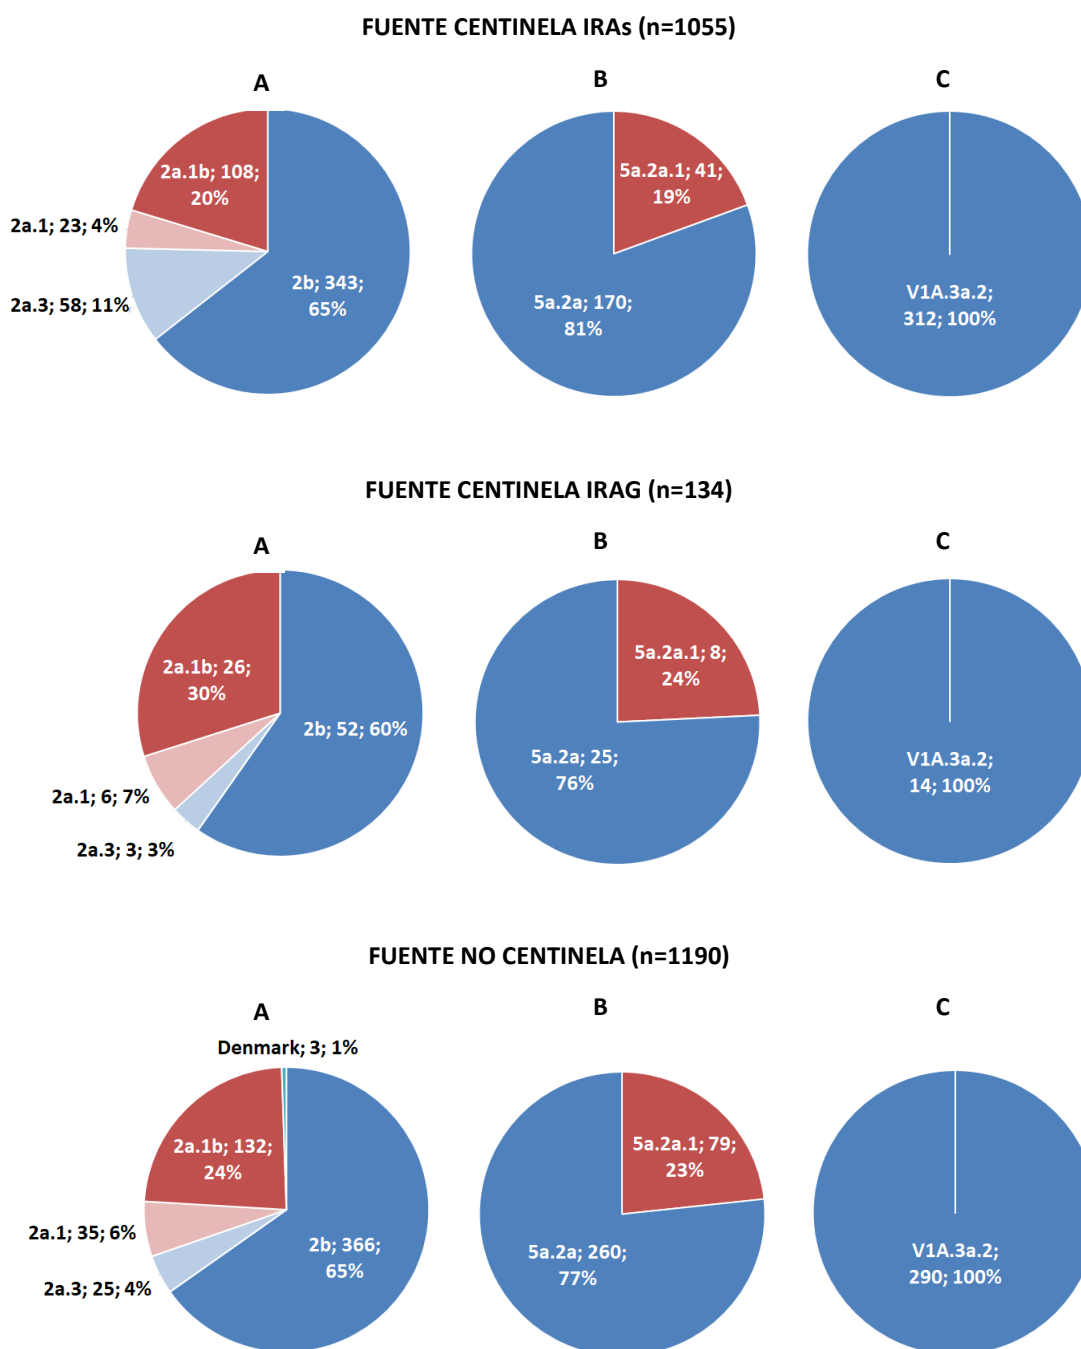 FUENTE CENTINELA IRAs (n=1055)
A
B
C
2a.1b; 108;
20%
2a.1; 23; 4%
2a.3; 58; 11%
2b; 343;
65%
5a.2a.1; 41;
19%
5a.2a; 170;
81%
V1A.3a.2;
312; 100%
FUENTE CENTINELA IRAG (n=134)
A
B
C
2a.1b; 26;
30%
2b; 52; 60%
2a.1; 6; 7%
2a.3; 3; 3%
5a.2a.1; 8;
24%
5a.2a; 25;
76%
V1A.3a.2;
14; 100%
FUENTE NO CENTINELA (n=1190)
A
B
C
Denmark; 3; 1%
2a.1b; 132;
24%
2a.1; 35; 6%
2a.3; 25; 4%
2b; 366;
65%
5a.2a.1; 79;
23%
5a.2a; 260;
77%
V1A.3a.2;
290; 100%